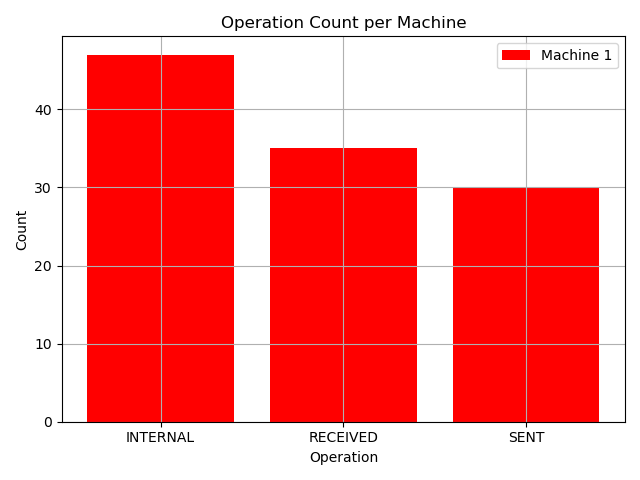 Operation Count per Machine
Machine 1
40
30
20
10
0
Count
INTERNAL RECEIVED SENT
Operation